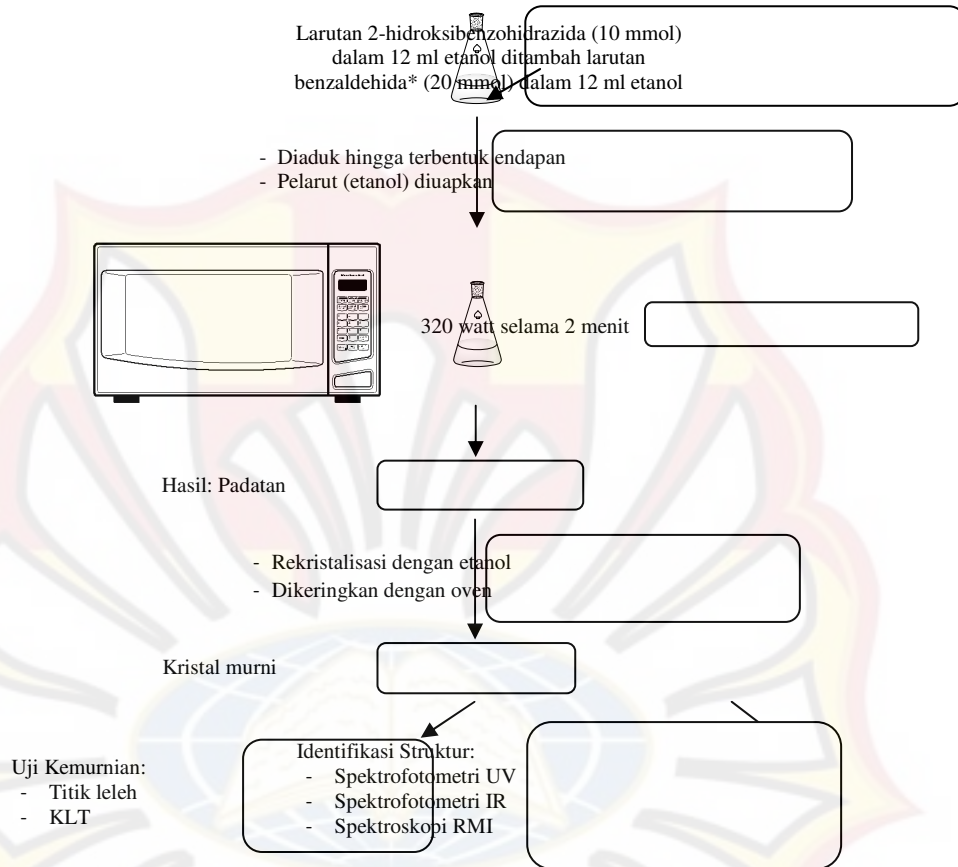 Larutan 2-hidroksibenzohidrazida (10 mmol)
dalam 12 ml etanol ditambah larutan
benzaldehida* (20 mmol) dalam 12 ml etanol
- Diaduk hingga terbentuk endapan
- Pelarut (etanol) diuapkan
320 watt selama 2 menit
Hasil: Padatan
- Rekristalisasi dengan etanol
- Dikeringkan dengan oven
Kristal murni
Uji Kemurnian:
- Titik leleh
- KLT
Identifikasi Struktur:
- Spektrofotometri UV
- Spektrofotometri IR
- Spektroskopi RMI